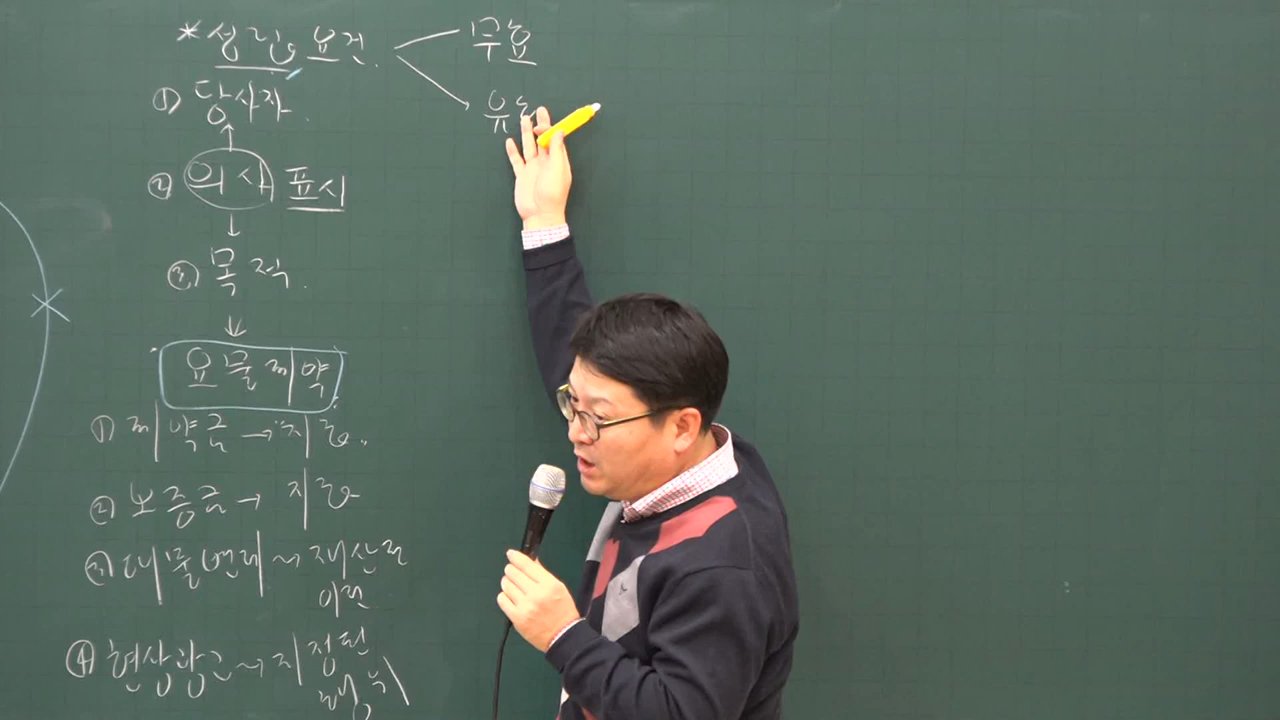 * 성립 요건. 무효
① 당사자. 유효
② 의사 표시
③ 목적.
요물계약
① 계약금 → 지급..
② 보증금 → 지급
③ 대물변제 ~ 재산권
이전
④ 현상광고 ~ 지정된
행위